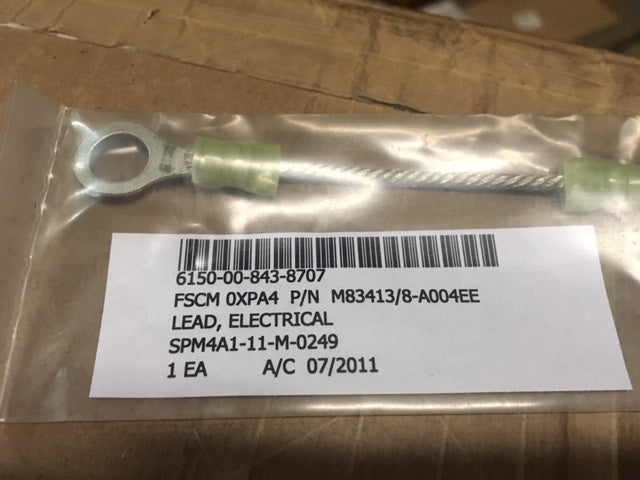 6150-00-843-8707
FSCM 0XPA4 P/N M83413/8-A004EE
LEAD, ELECTRICAL
SPM4A1-11-M-0249
1 EA A/C 07/2011